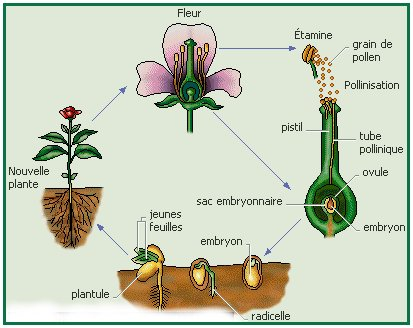 Fleur
Étamine
grain de
pollen
Pollinisation
pistil
tube
pollinique
ovule
sac embryonnaire
embryon
Nouvelle
plante
jeunes
feuilles
embryon
plantule
radicelle